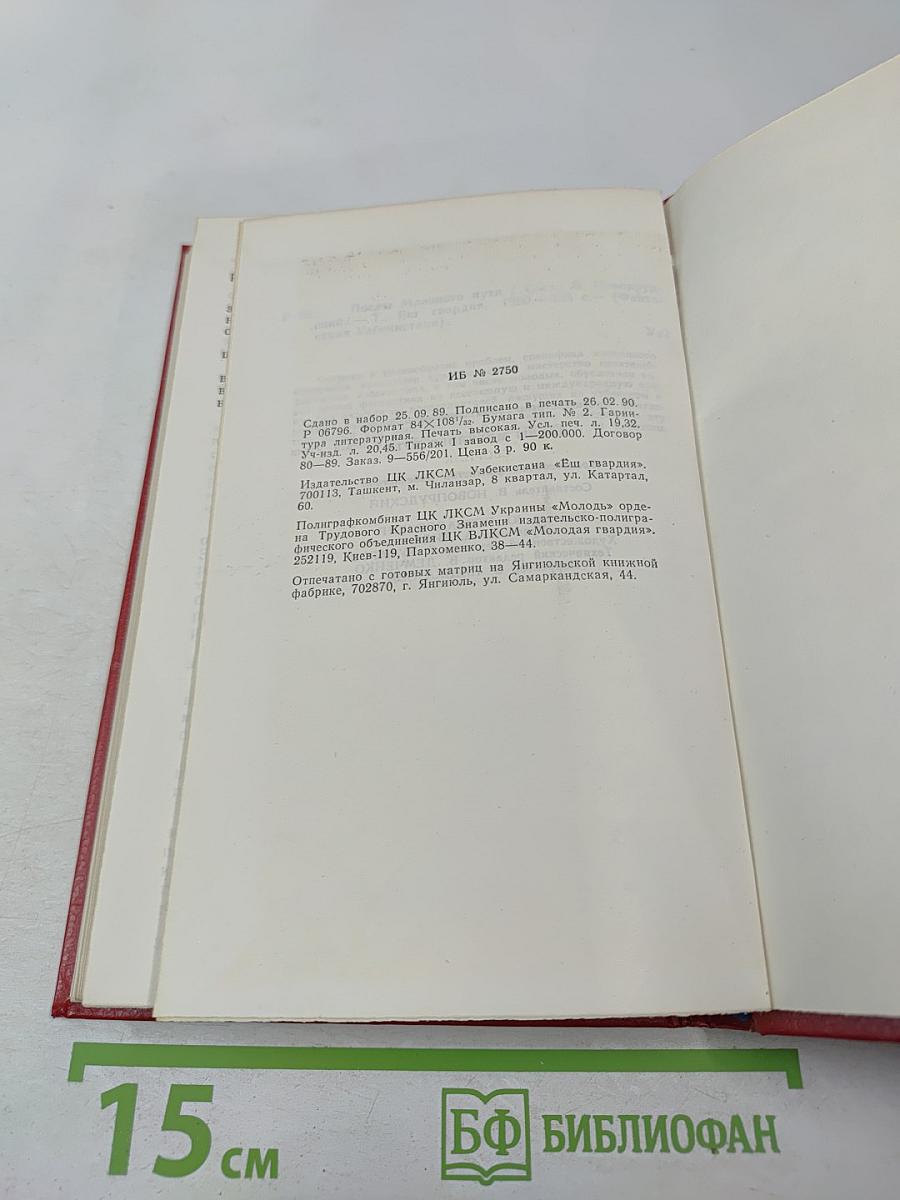 ИБ № 2750
Сдано в набор 25.09.89. Подписано в печать 26.02.90.
Р 06796. Формат 84×108¹/₃₂. Бумага тип. № 2. Гарни-
тура литературная. Печать высокая. Усл. печ. л. 19,32.
Уч-изд. л. 20,45. Тираж I завод с 1—200.000. Договор
80—89. Заказ. 9—556/201. Цена 3 р. 90 к.
Издательство ЦК ЛКСМ Узбекистана «Ёш гвардия».
700113, Ташкент, м. Чиланзар, 8 квартал, ул. Катартал,
60.
Полиграфкомбинат ЦК ЛКСМ Украины «Молодь» орде-
на Трудового Красного Знамени издательско-полигра-
фического объединения ЦК ВЛКСМ «Молодая гвардия».
252119, Киев-119, Пархоменко. 38—44.
Отпечатано с готовых матриц на Янгиюльской книжной
фабрике, 702870, г. Янгиюль, ул. Самаркандская, 44.
15 см
БФ БИБЛИОФАН